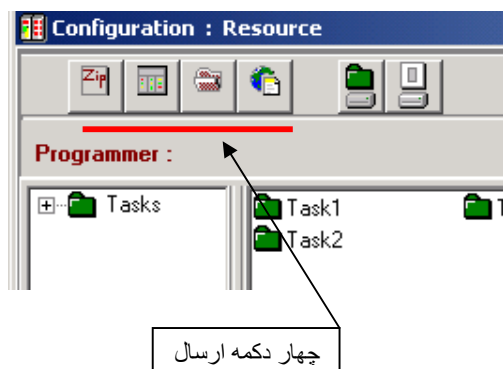 Configuration : Resource
Zip
Programmer :
Tasks
Task1
Task2
چهار دکمه ارسال